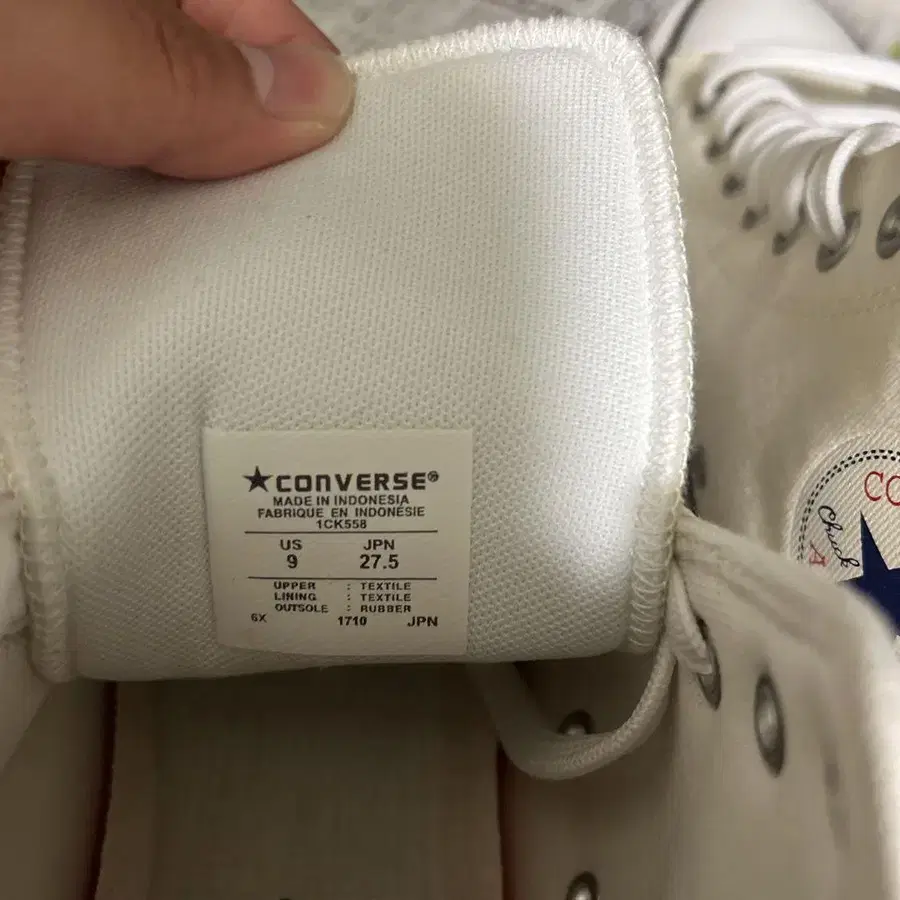 ★CONVERSE®
MADE IN INDONESIA
FABRIQUE EN INDONÉSIE
1CK558
US JPN
9 27.5
UPPER : TEXTILE
LINING : TEXTILE
OUTSOLE : RUBBER
6X 1710 JPN
CO
Chuck
A